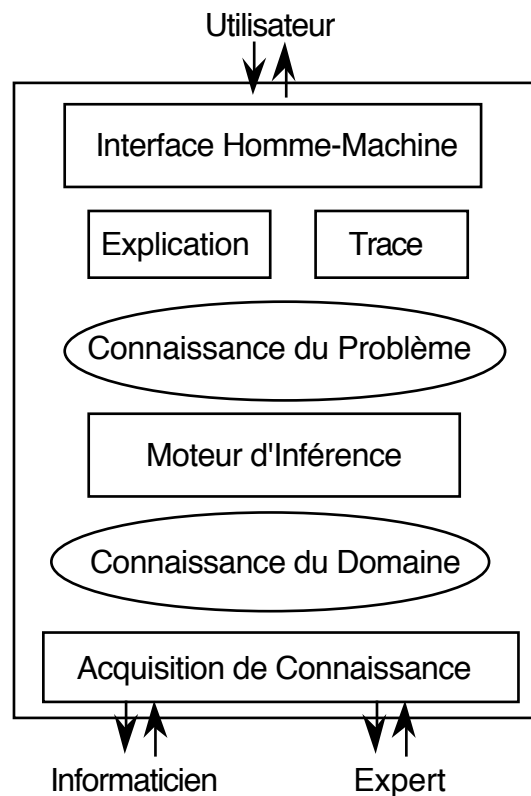 Utilisateur
Interface Homme-Machine
Explication
Trace
Connaissance du Problème
Moteur d'Inférence
Connaissance du Domaine
Acquisition de Connaissance
Informaticien
Expert